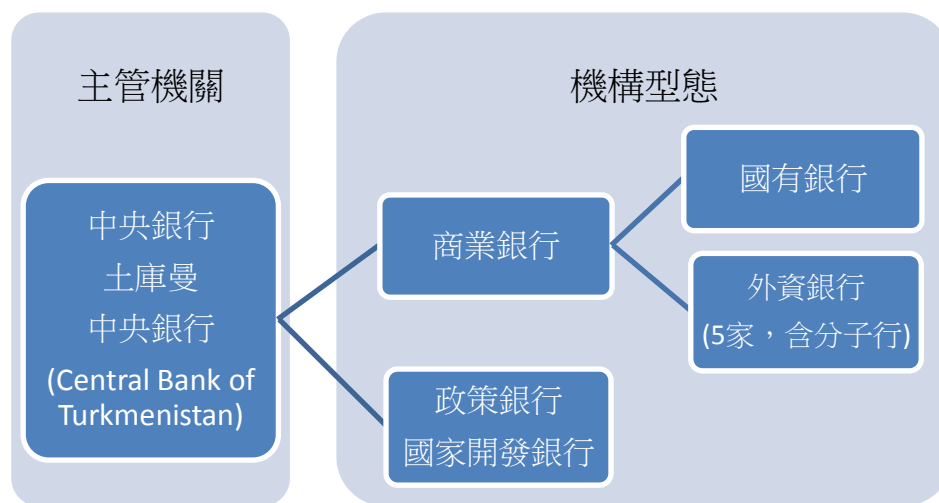 主管機關
機構型態
中央銀行
土庫曼
中央銀行
(Central Bank of
Turkmenistan)
商業銀行
國有銀行
外資銀行
(5家，含分子行)
政策銀行
國家開發銀行